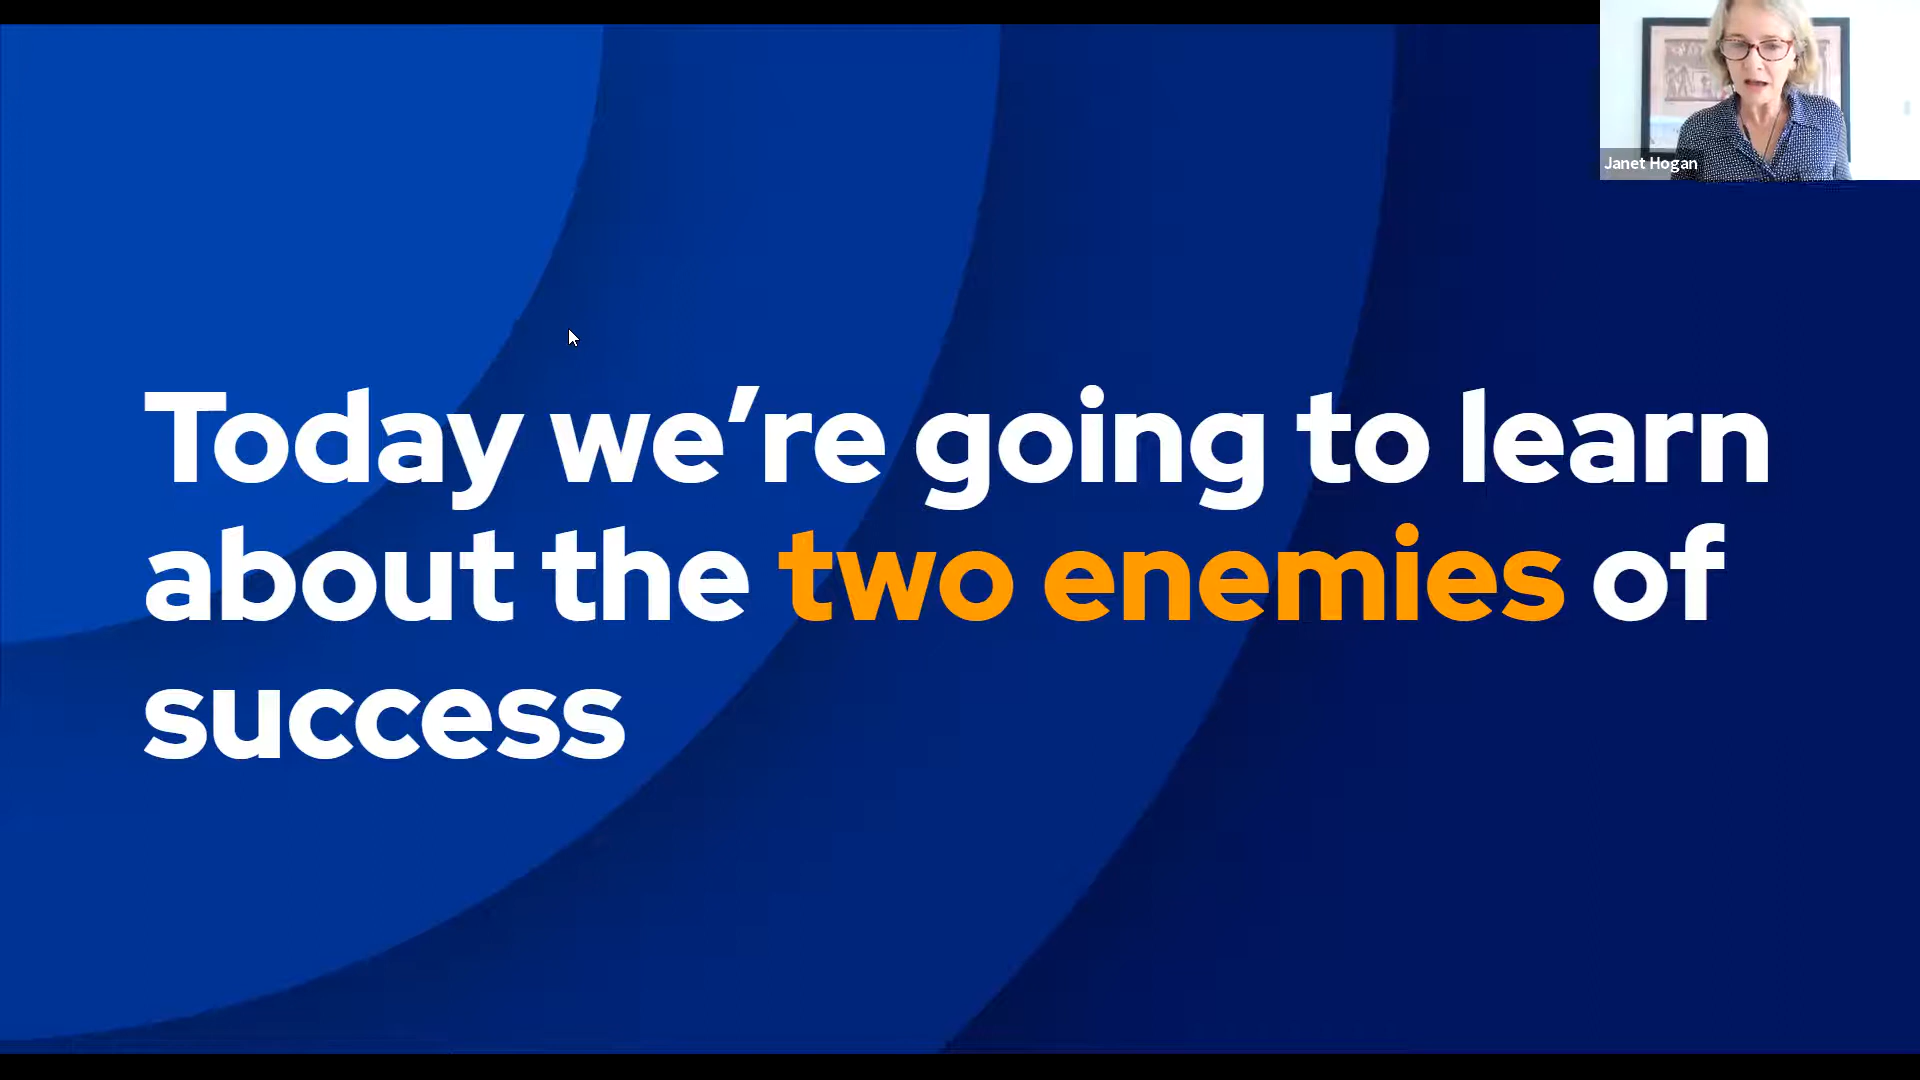 Janet Hogan
Today we’re going to learn
about the two enemies of
success